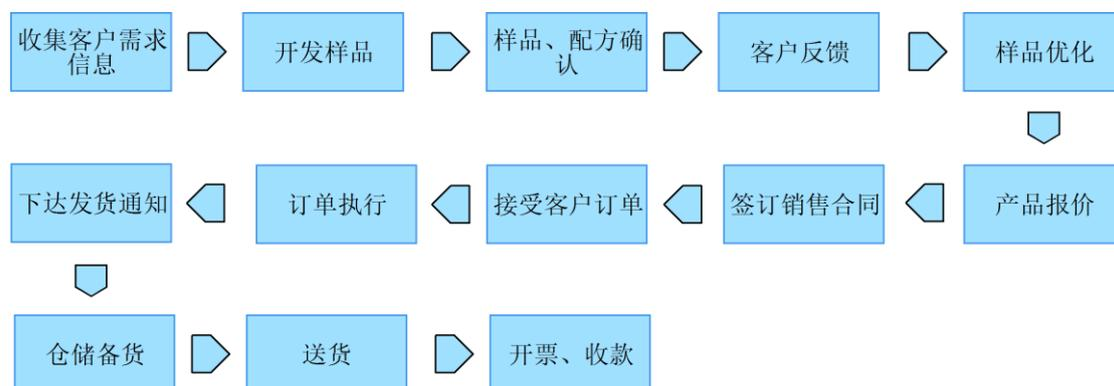 收集客户需求
信息
开发样品
样品、配方确
认
客户反馈
样品优化
下达发货通知
订单执行
接受客户订单
签订销售合同
产品报价
仓储备货
送货
开票、收款